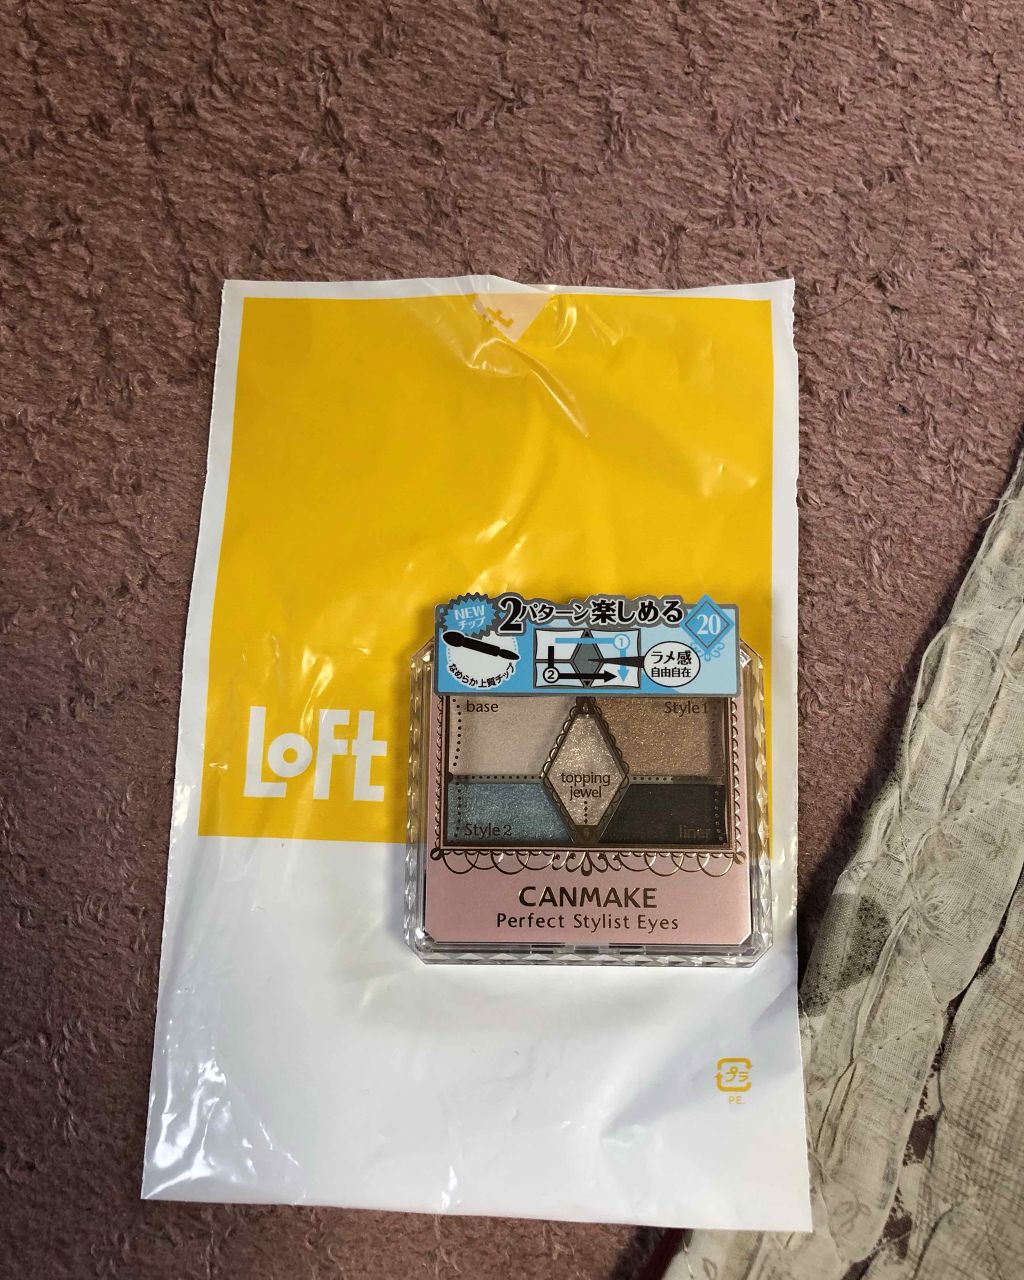 NEW
チップ
2パターン楽しめる
20
なめらか上質チップ
1
2
ラメ感
自由自在
base
Style1
topping
jewel
Style2
liner
CANMAKE
Perfect Stylist Eyes
LOFT
プラ
PE.